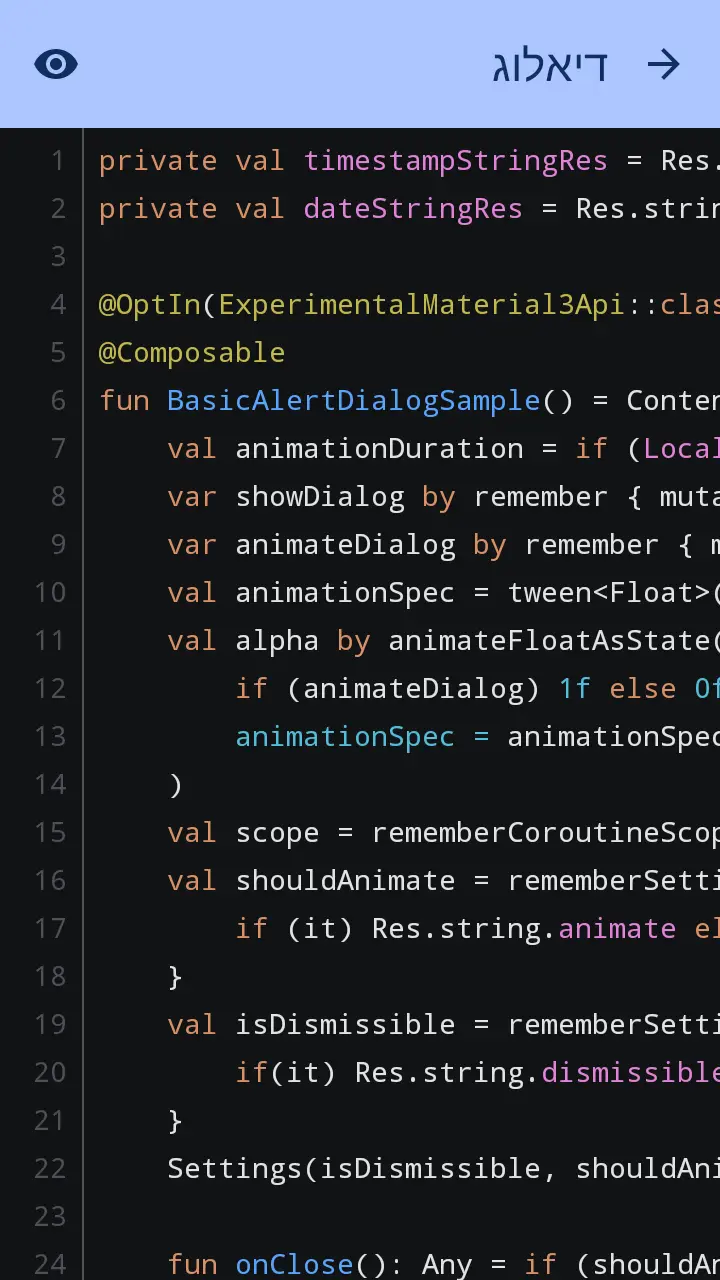 דיאלוג
1 private val timestampStringRes = Res.
2 private val dateStringRes = Res.strin
3
4 @OptIn(ExperimentalMaterial3Api::clas
5 @Composable
6 fun BasicAlertDialogSample() = Conten
7 val animationDuration = if (Local
8 var showDialog by remember { muta
9 var animateDialog by remember { m
10 val animationSpec = tween<Float>(
11 val alpha by animateFloatAsState(
12 if (animateDialog) 1f else 0f
13 animationSpec = animationSpec
14 )
15 val scope = rememberCoroutineScop
16 val shouldAnimate = rememberSetti
17 if (it) Res.string.animate el
18 }
19 val isDismissible = rememberSetti
20 if(it) Res.string.dismissible
21 }
22 Settings(isDismissible, shouldAni
23
24 fun onClose(): Any = if (shouldAn